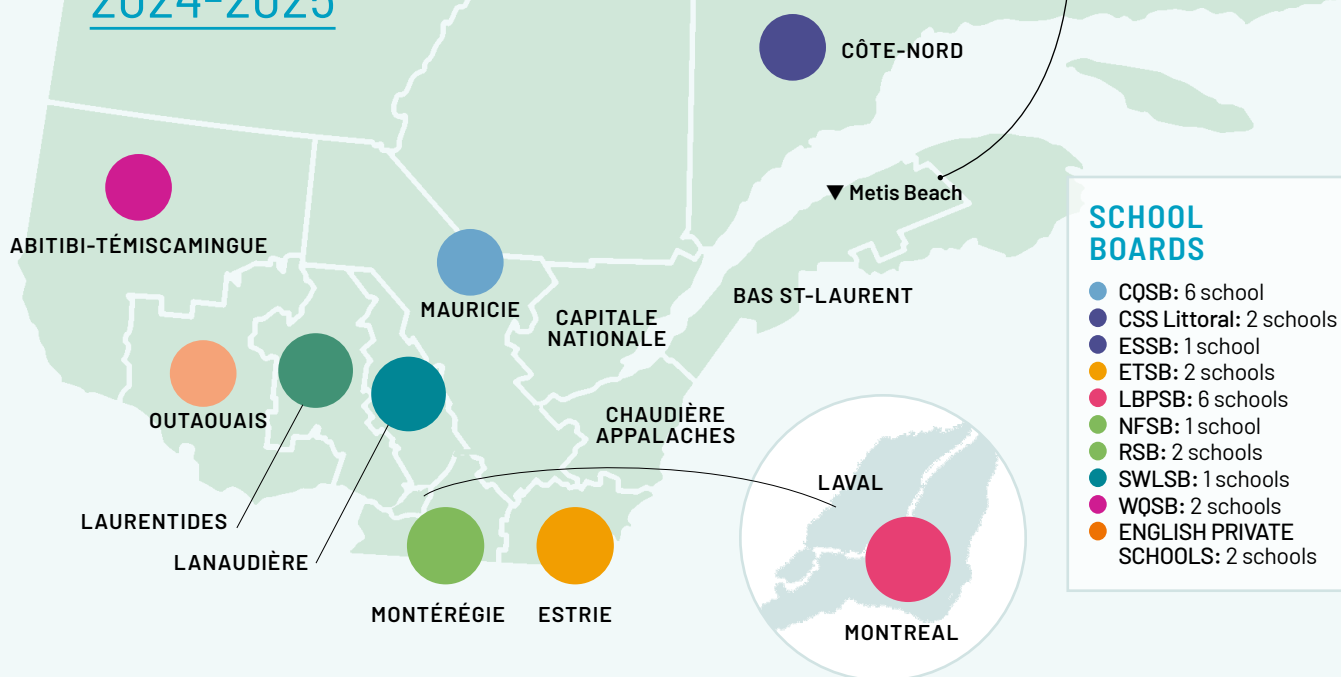 2024-2025
CÔTE-NORD
▼ Metis Beach
ABITIBI-TÉMISCAMINGUE
MAURICIE
CAPITALE
NATIONALE
BAS ST-LAURENT
OUTAOUAIS
CHAUDIÈRE
APPALACHES
LAURENTIDES
LANAUDIÈRE
MONTÉRÉGIE
ESTRIE
LAVAL
MONTREAL
SCHOOL
BOARDS
CQSB: 6 school
CSS Littoral: 2 schools
ESSB: 1 school
ETSB: 2 schools
LBPSB: 6 schools
NFSB: 1 school
RSB: 2 schools
SWLSB: 1 schools
WQSB: 2 schools
ENGLISH PRIVATE
SCHOOLS: 2 schools